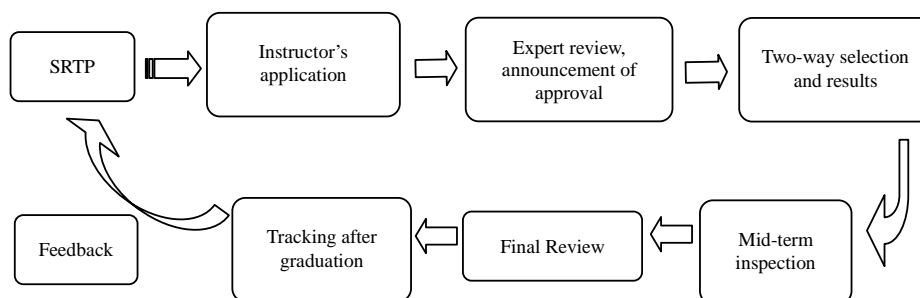 SRTP
Instructor’s
application
Expert review,
announcement of
approval
Two-way selection
and results
Mid-term
inspection
Final Review
Tracking after
graduation
Feedback